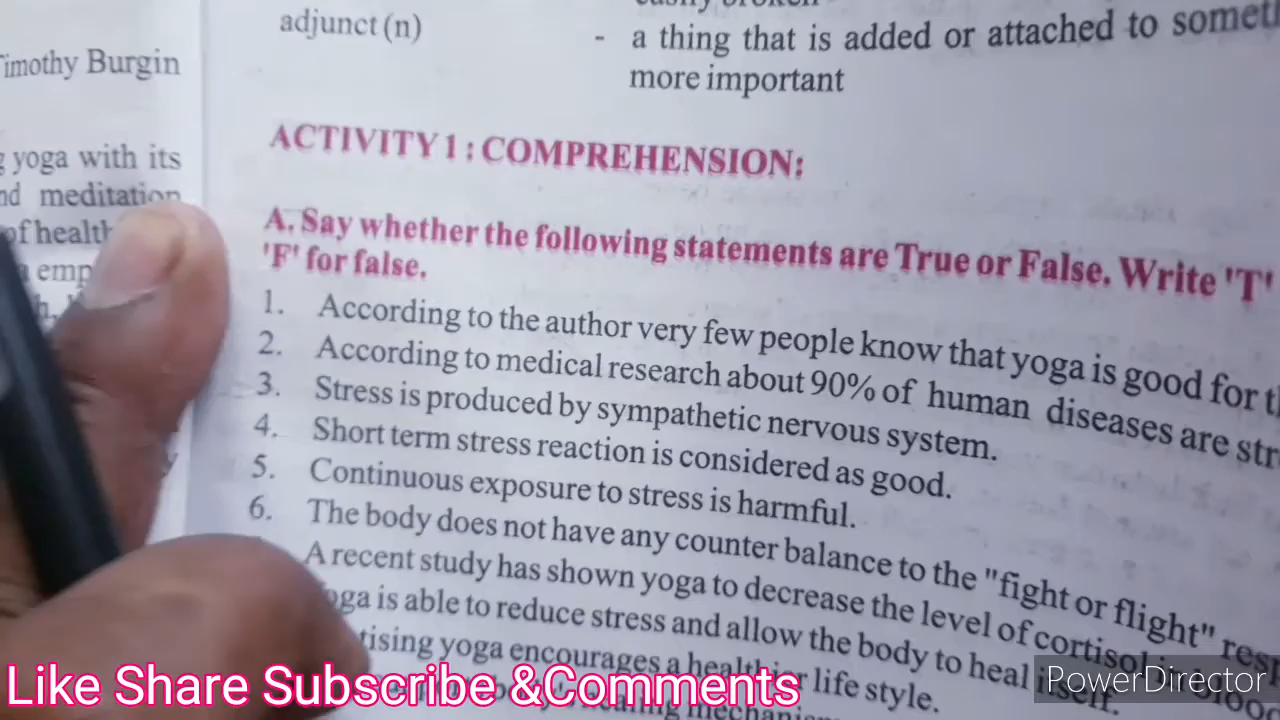 imothy Burgin
yoga with its
nd meditation
of health
emp
adjunct (n)
- a thing that is added or attached to somet
more important
ACTIVITY 1 : COMPREHENSION:
A. Say whether the following statements are True or False. Write 'T'
'F' for false.
1. According to the author very few people know that yoga is good for t
2. According to medical research about 90% of human diseases are str
3. Stress is produced by sympathetic nervous system.
4. Short term stress reaction is considered as good.
5. Continuous exposure to stress is harmful.
6. The body does not have any counter balance to the "fight or flight" resp
A recent study has shown yoga to decrease the level of cortisol
oga is able to reduce stress and allow the body to heal itself.
tising yoga encourages a healthier life style.
Like Share Subscribe &Comments
PowerDirector